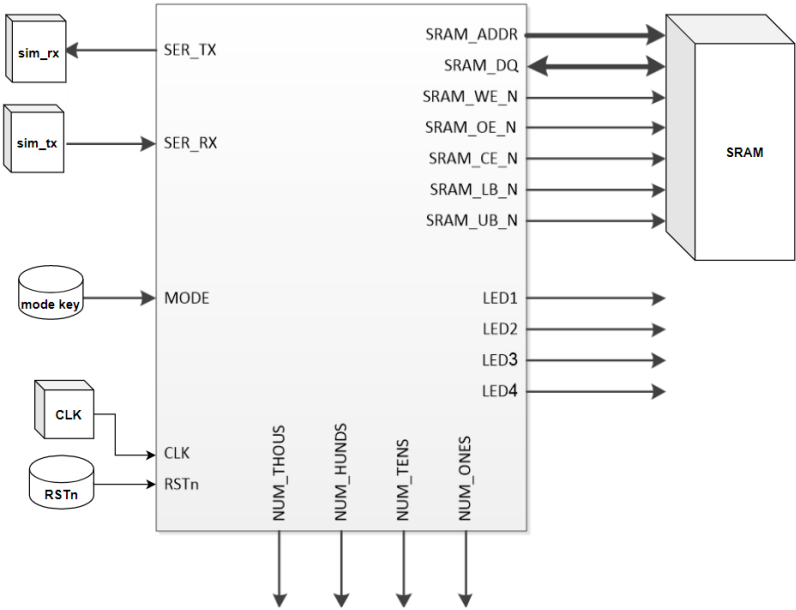 sim_rx
SER_TX
SRAM_ADDR
SRAM_DQ
SRAM_WE_N
sim_tx
SER_RX
SRAM_OE_N
SRAM_CE_N
SRAM
SRAM_LB_N
SRAM_UB_N
mode key
MODE
LED1
LED2
LED3
LED4
CLK
CLK
RSTn
RSTn
NUM_THOUS
NUM_HUNDS
NUM_TENS
NUM_ONES